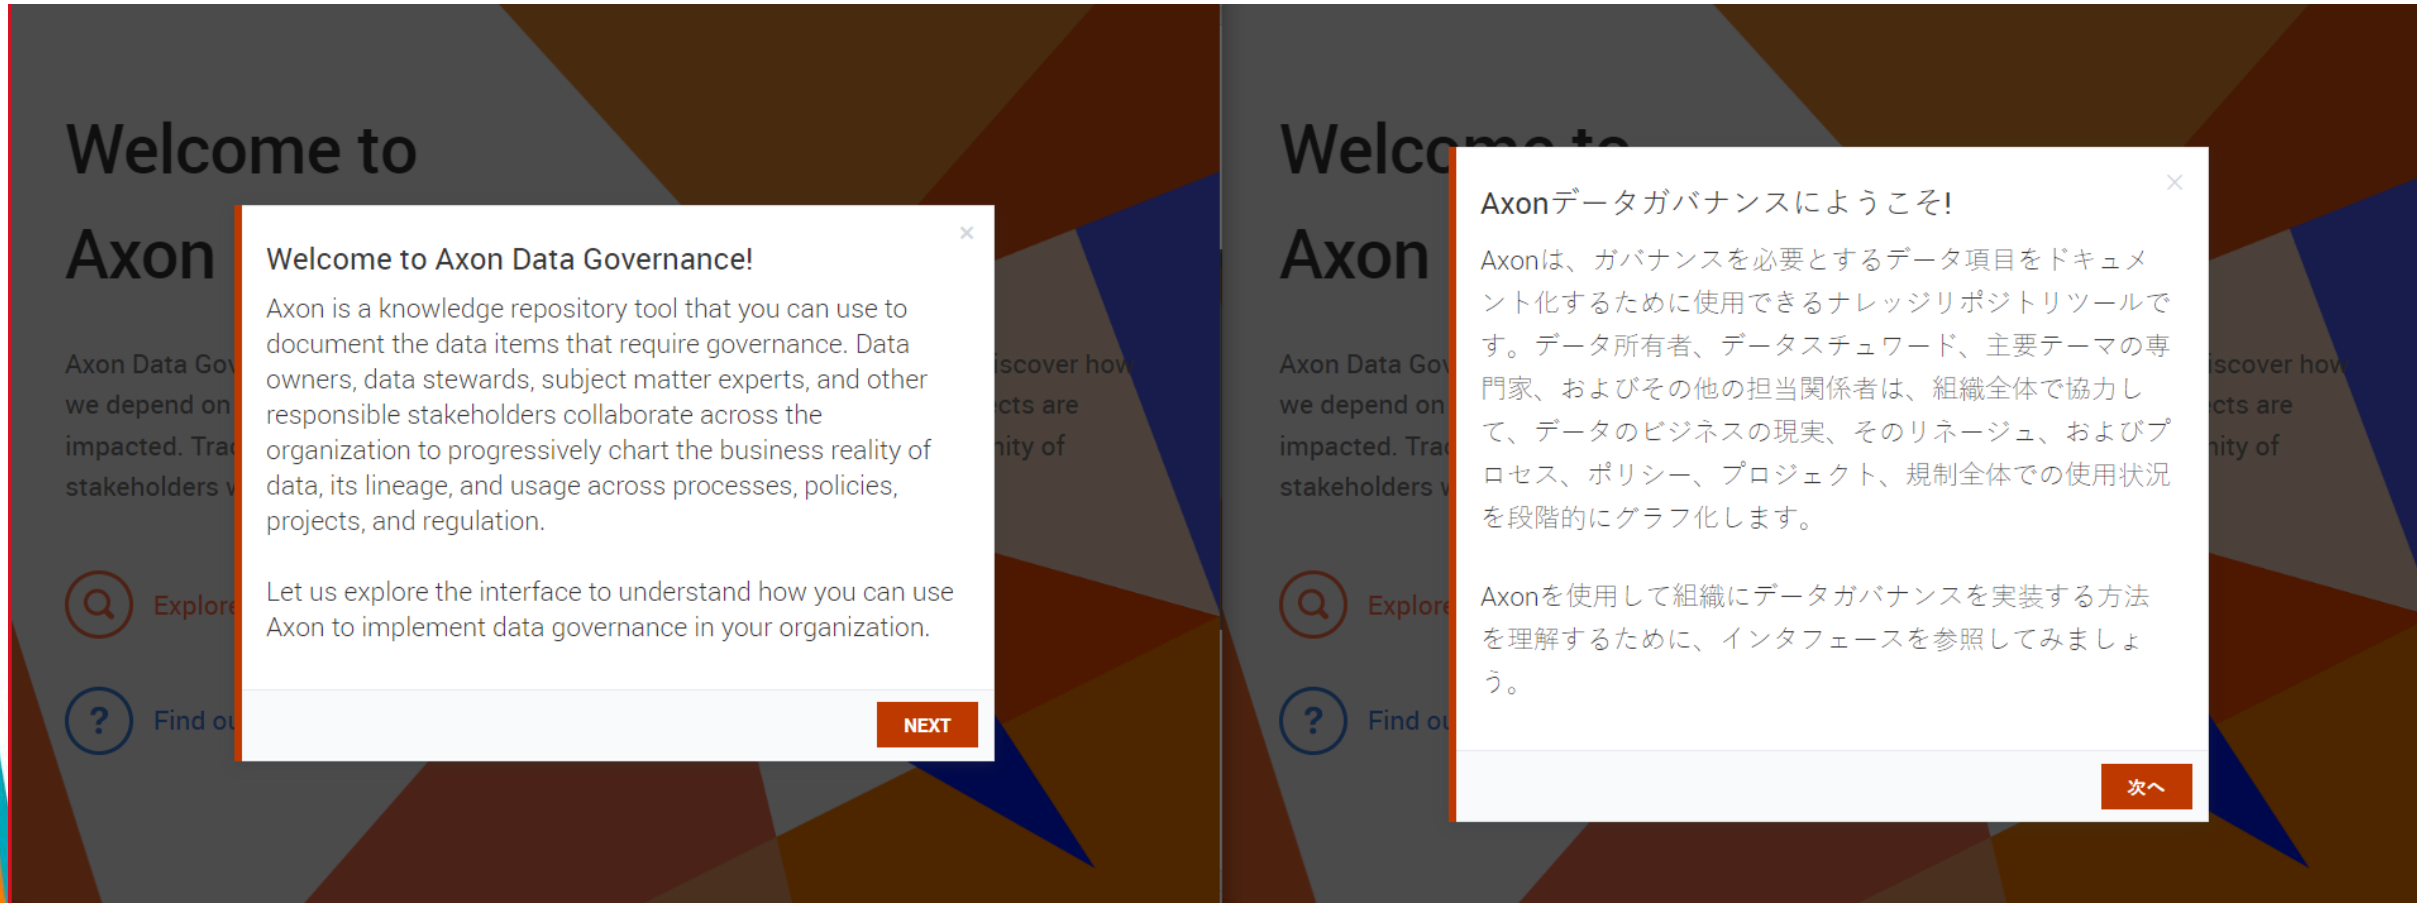 Welcome to
Axon
Axon Data Gov
we depend on
impacted. Trac
stakeholders
Explore
Find ou
iscover how
cts are
nity of
Welcome to Axon Data Governance!
Axon is a knowledge repository tool that you can use to
document the data items that require governance. Data
owners, data stewards, subject matter experts, and other
responsible stakeholders collaborate across the
organization to progressively chart the business reality of
data, its lineage, and usage across processes, policies,
projects, and regulation.
Let us explore the interface to understand how you can use
Axon to implement data governance in your organization.
NEXT
Welcome to
Axon
Axon Data Gov
we depend on
impacted. Trac
stakeholders
Explore
Find ou
iscover how
cts are
nity of
Axonデータガバナンスにようこそ!
Axonは、ガバナンスを必要とするデータ項目をドキュメ
ント化するために使用できるナレッジリポジトリツールで
す。データ所有者、データスチュワード、主要テーマの専
門家、およびその他の担当関係者は、組織全体で協力し
て、データのビジネスの現実、そのリネージュ、およびプ
ロセス、ポリシー、プロジェクト、規制全体での使用状況
を段階的にグラフ化します。
Axonを使用して組織にデータガバナンスを実装する方法
を理解するために、インタフェースを参照してみましょ
う。
次へ